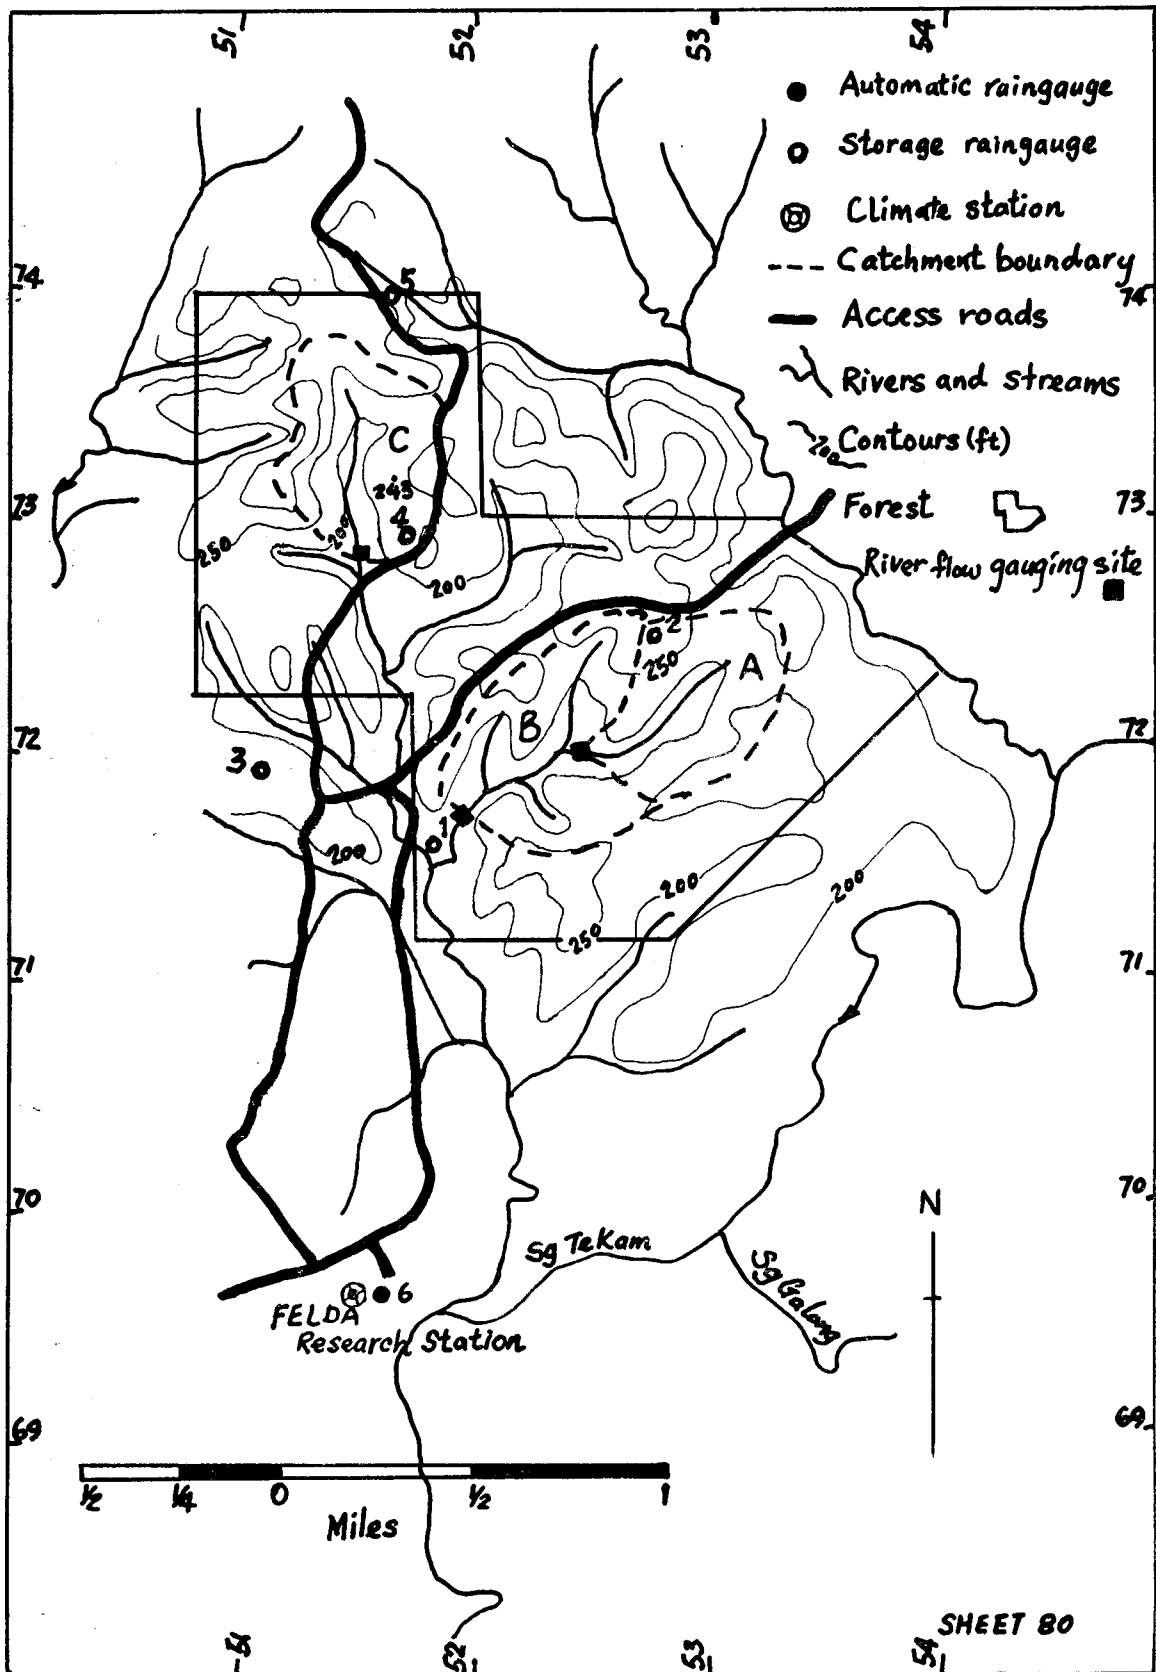 51
52
53
54
Automatic raingauge
Storage raingauge
Climate station
Catchment boundary
74
5
74
Access roads
Rivers and streams
C
200
Contours (ft)
243
73
4
Forest
73
200
250
200
River flow gauging site
2
250
A
B
72
72
3
1
200
200
200
250
71
71
70
70
N
Sg Tekam
Sg Galang
6
FELDA
Research Station
69
69
1/2
1/4
0
1/2
1
Miles
SHEET 80
51
52
53
54